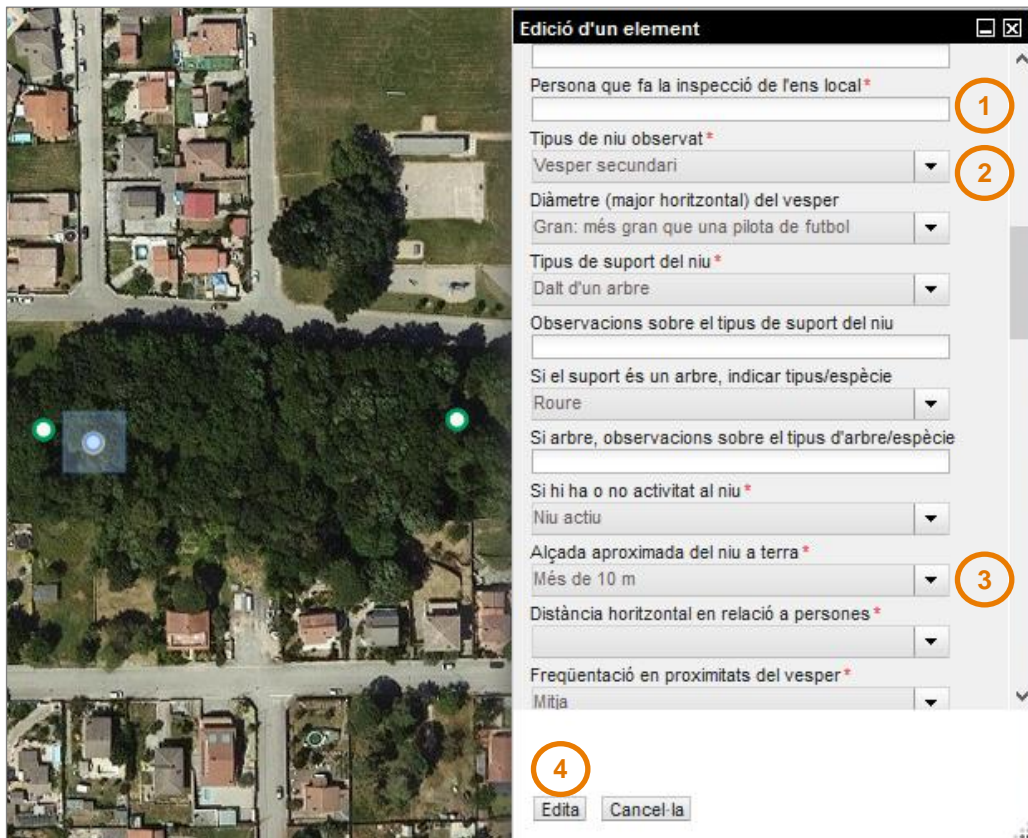 Edició d'un element
Persona que fa la inspecció de l'ens local*
1
Tipus de niu observat*
Vesper secundari
2
Diàmetre (major horitzontal) del vesper
Gran: més gran que una pilota de futbol
Tipus de suport del niu*
Dalt d'un arbre
Observacions sobre el tipus de suport del niu
Si el suport és un arbre, indicar tipus/espècie
Roure
Si arbre, observacions sobre el tipus d'arbre/espècie
Si hi ha o no activitat al niu*
Niu actiu
Alçada aproximada del niu a terra*
Més de 10 m
3
Distància horitzontal en relació a persones*
Freqüentació en proximitats del vesper*
Mitja
4
Edita Cancel·la